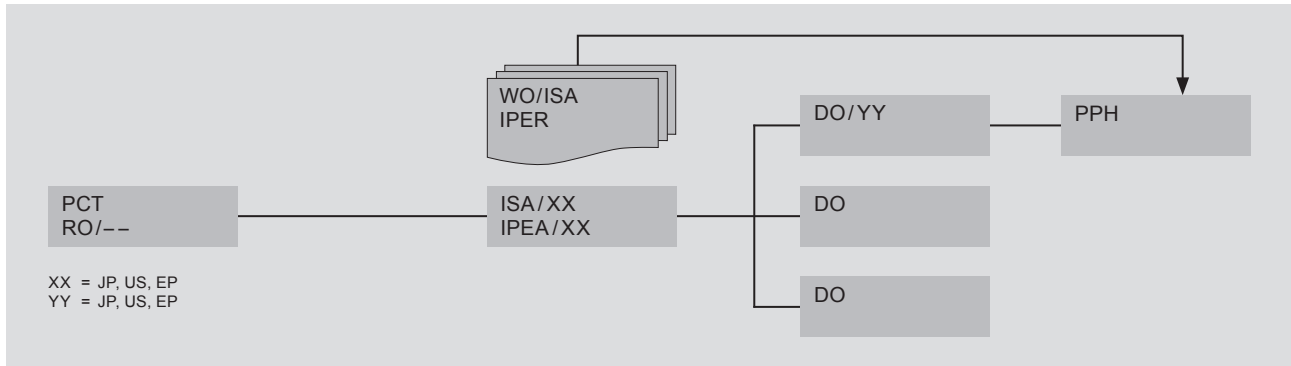 WO/ISA
IPER
DO/YY
PPH
PCT
RO/––
ISA/XX
IPEA/XX
DO
DO
XX = JP, US, EP
YY = JP, US, EP